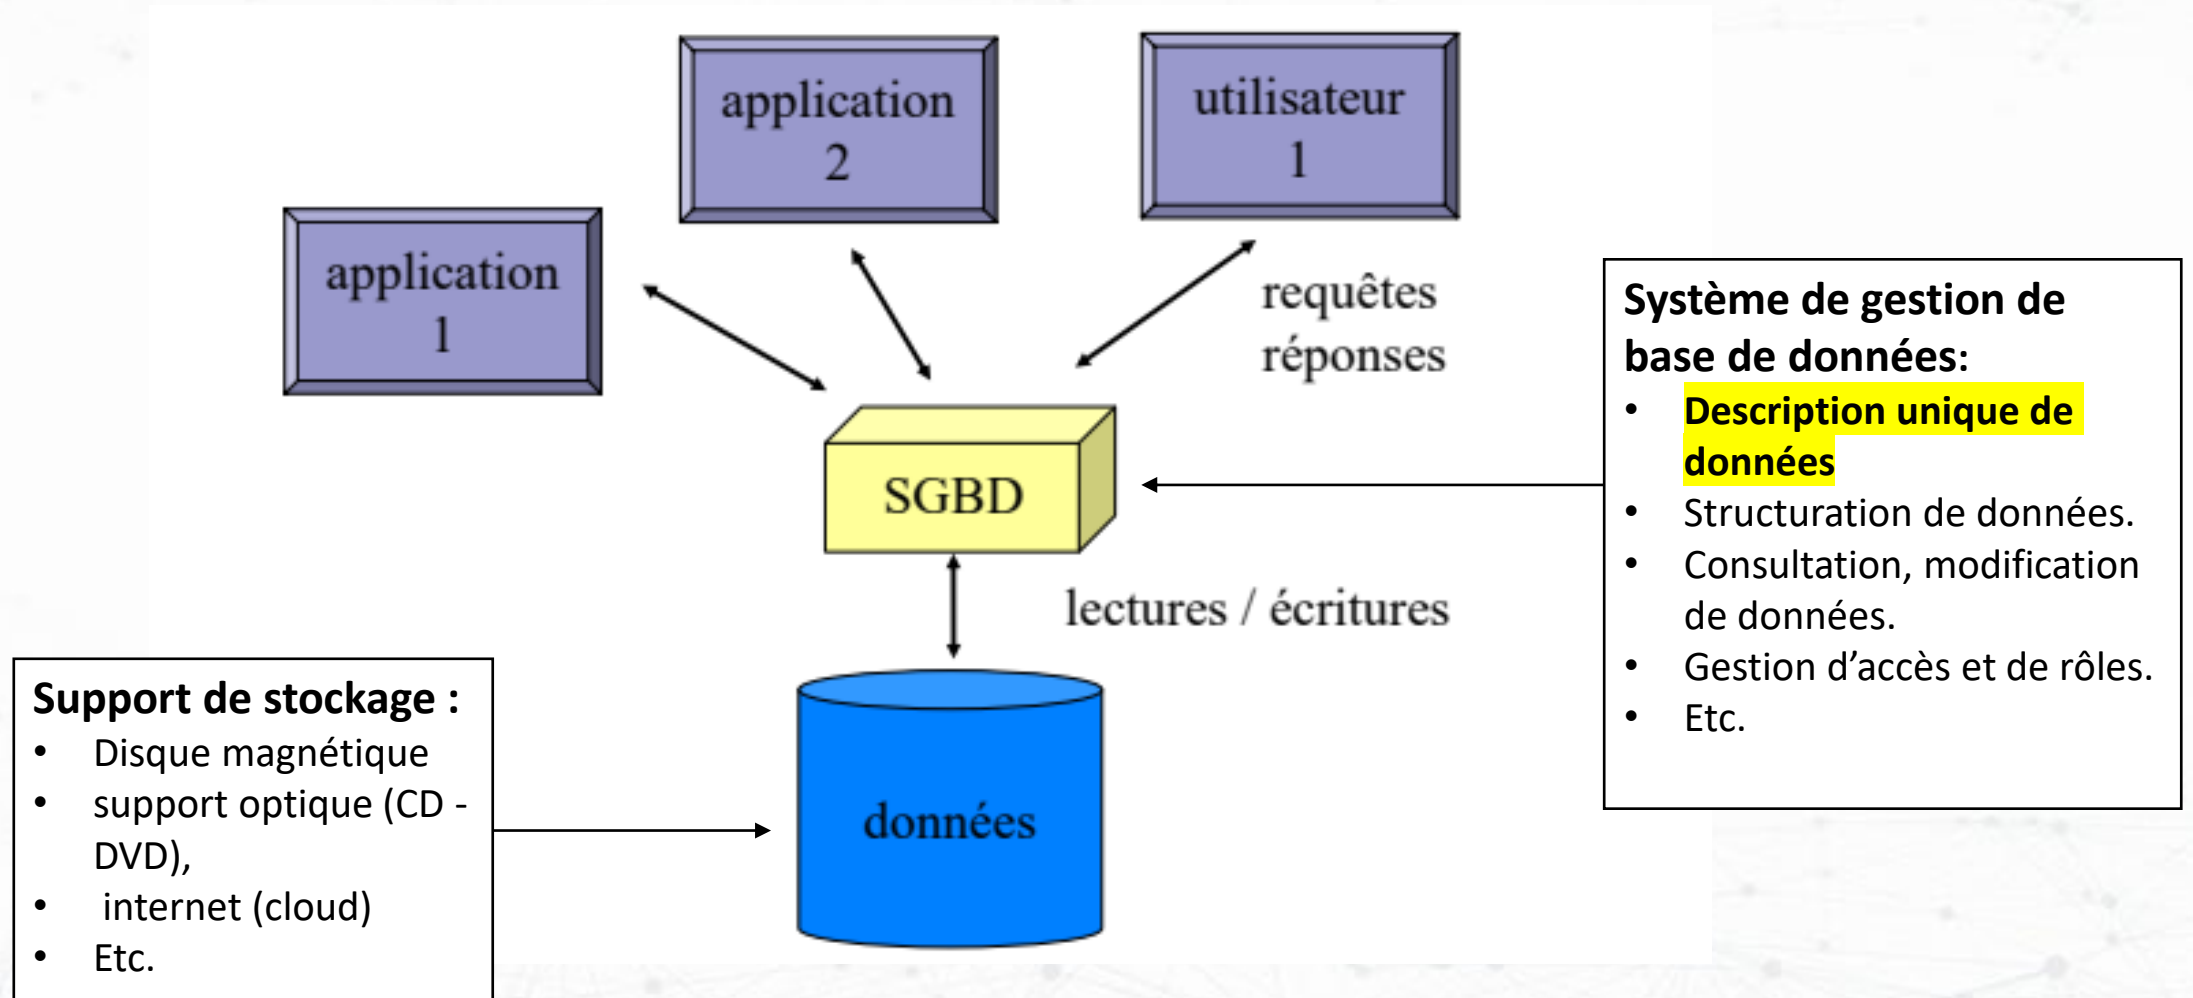 application
2
utilisateur
1
application
1
requêtes
réponses
Système de gestion de
base de données:
• Description unique de
données
• Structuration de données.
• Consultation, modification
de données.
• Gestion d’accès et de rôles.
• Etc.
SGBD
lectures / écritures
Support de stockage :
• Disque magnétique
• support optique (CD -
DVD),
• internet (cloud)
• Etc.
données